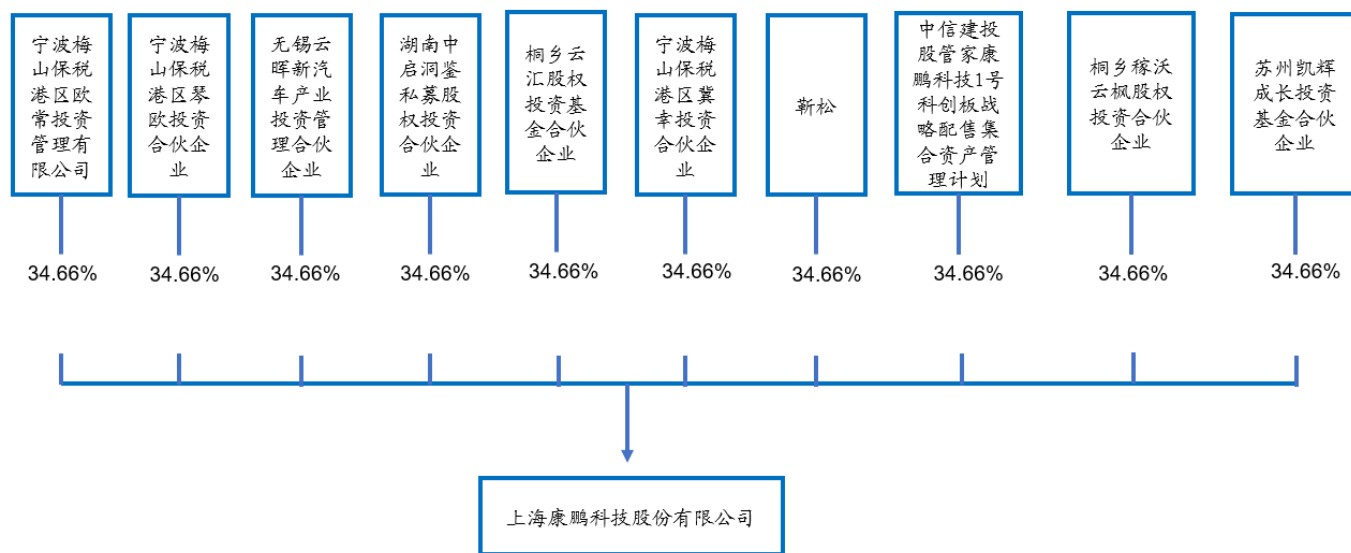 宁波梅
山保税
港区欧
常投资
管理有
限公司
宁波梅
山保税
港区琴
欧投资
合伙企
业
无锡云
晖新汽
车产业
投资管
理合伙
企业
湖南中
启洞鉴
私募股
权投资
合伙企
业
桐乡云
汇股权
投资基
金合伙
企业
宁波梅
山保税
港区冀
幸投资
合伙企
业
靳松
中信建投
股管家康
鹏科技1号
科创板战
略配售集
合资产管
理计划
桐乡稼沃
云枫股权
投资合伙
企业
苏州凯辉
成长投资
基金合伙
企业
34.66%
34.66%
34.66%
34.66%
34.66%
34.66%
34.66%
34.66%
34.66%
34.66%
上海康鹏科技股份有限公司